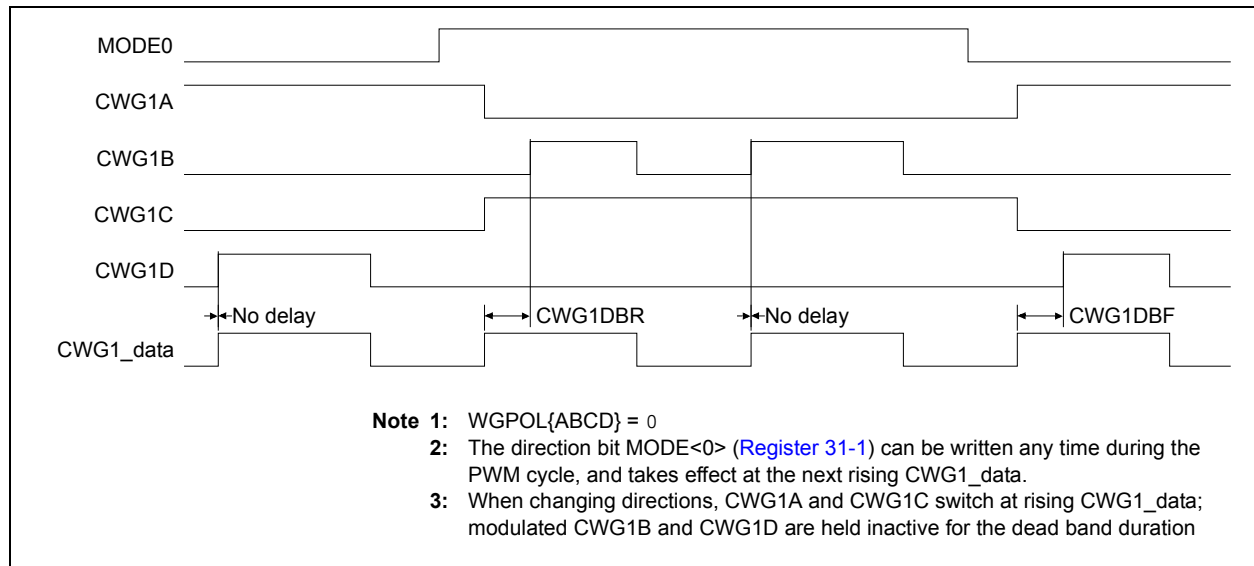 MODE0
CWG1A
CWG1B
CWG1C
CWG1D
No delay
CWG1DBR
No delay
CWG1DBF
CWG1_data
Note 1: WGPOL{ABCD} = 0
2: The direction bit MODE<0> (Register 31-1) can be written any time during the
PWM cycle, and takes effect at the next rising CWG1_data.
3: When changing directions, CWG1A and CWG1C switch at rising CWG1_data;
modulated CWG1B and CWG1D are held inactive for the dead band duration